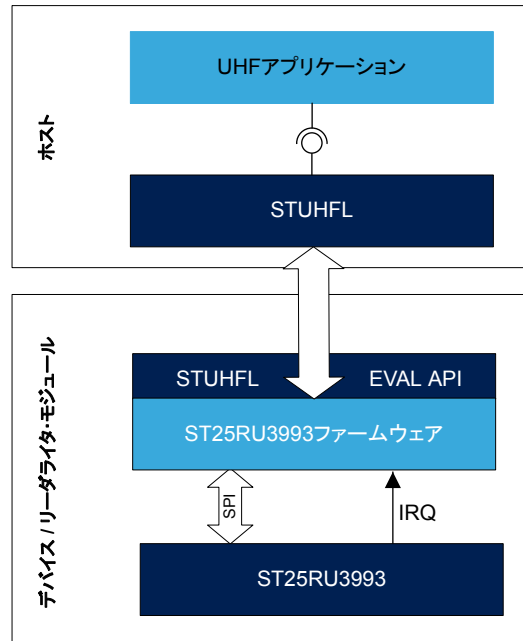 UHFアプリケーション
ホスト
STUHFL
デバイス / リーダライタ・モジュール
STUHFL
EVAL API
ST25RU3993ファームウェア
SPI
IRQ
ST25RU3993